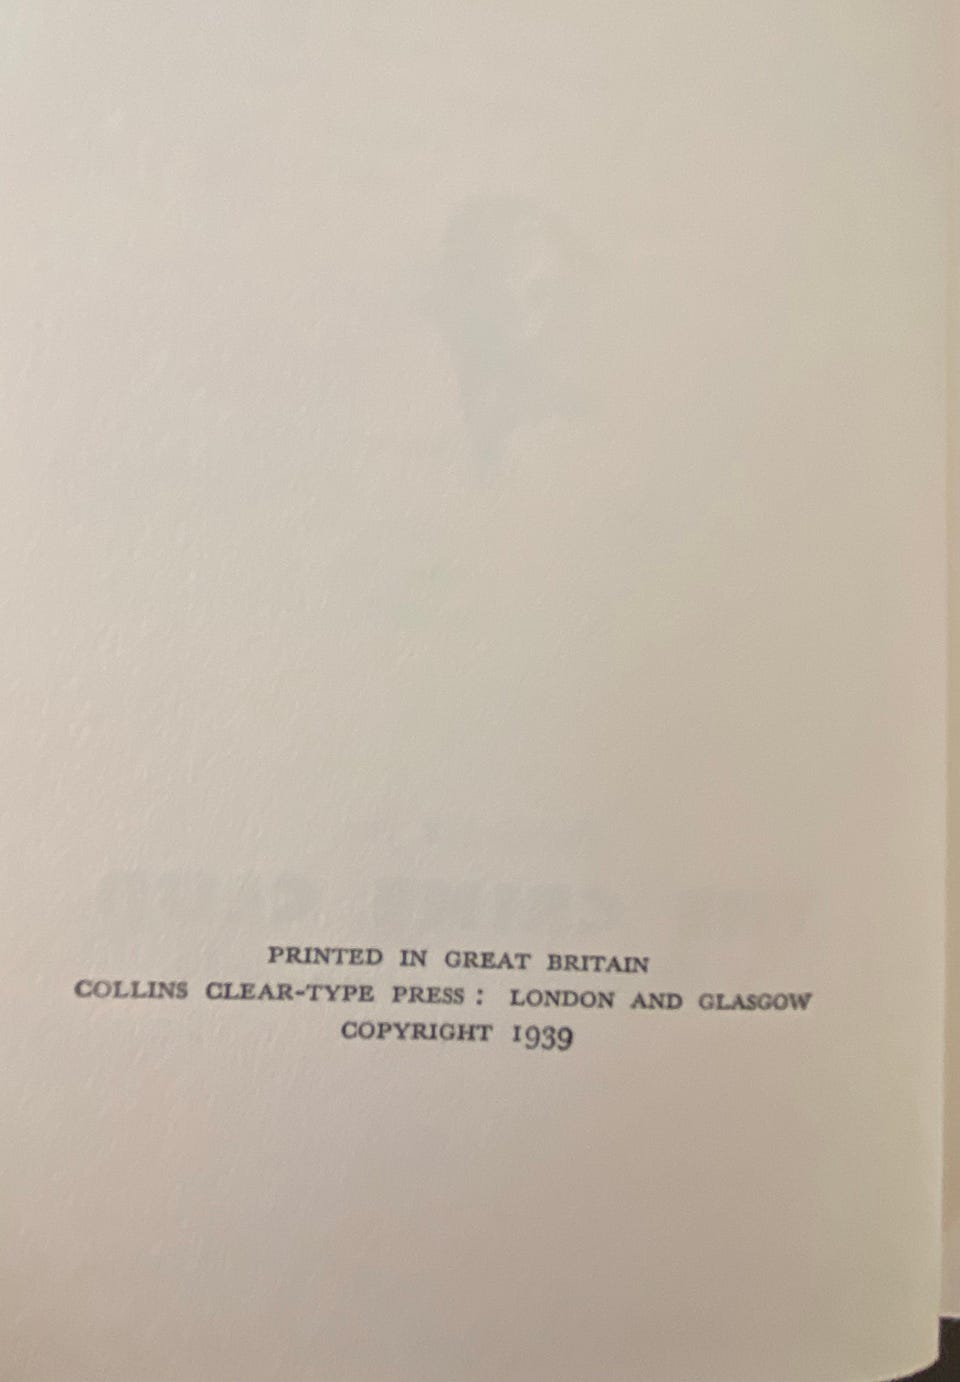 PRINTED IN GREAT BRITAIN
COLLINS CLEAR-TYPE PRESS : LONDON AND GLASGOW
COPYRIGHT 1939